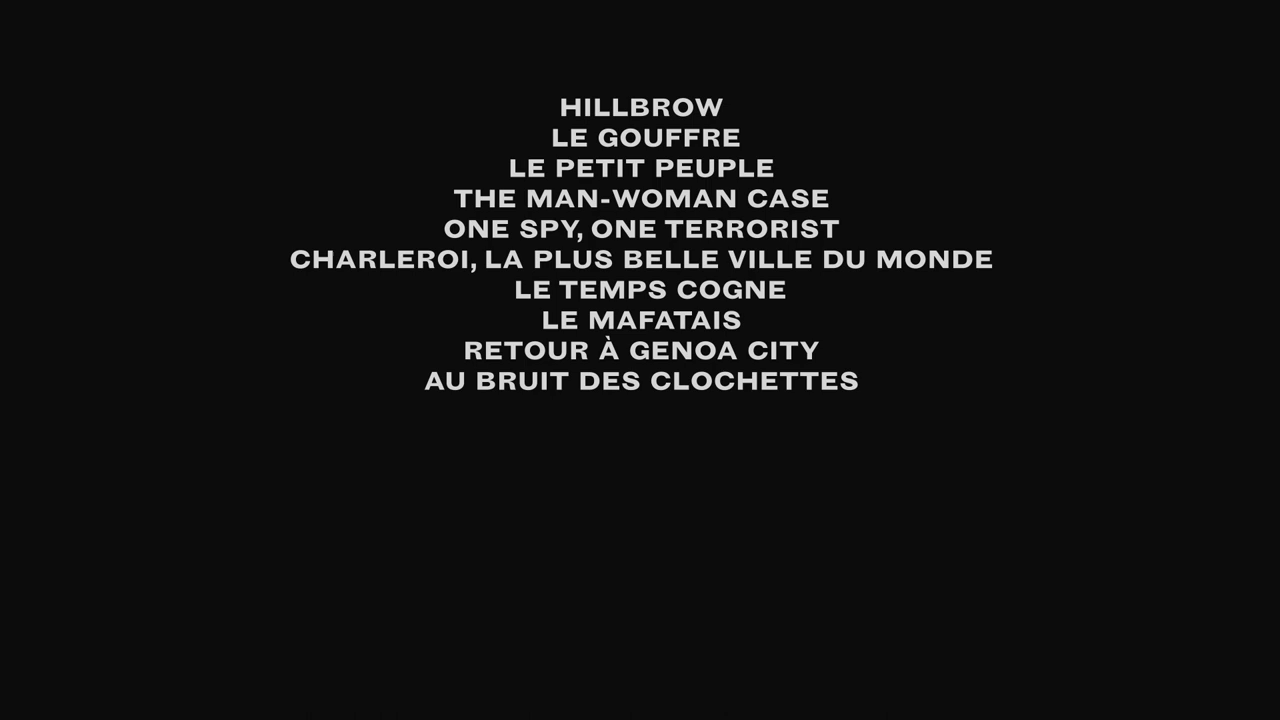 HILLBROW
LE GOUFFRE
LE PETIT PEUPLE
THE MAN-WOMAN CASE
ONE SPY, ONE TERRORIST
CHARLEROI, LA PLUS BELLE VILLE DU MONDE
LE TEMPS COGNE
LE MAFATAIS
RETOUR À GENOA CITY
AU BRUIT DES CLOCHETTES